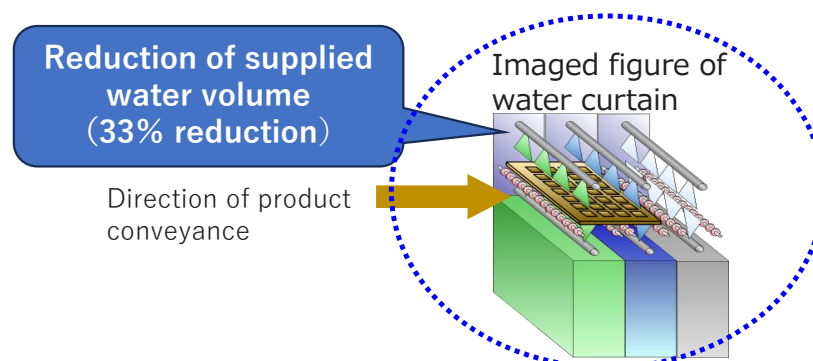 Reduction of supplied
water volume
（33% reduction）
Imaged figure of
water curtain
Direction of product
conveyance